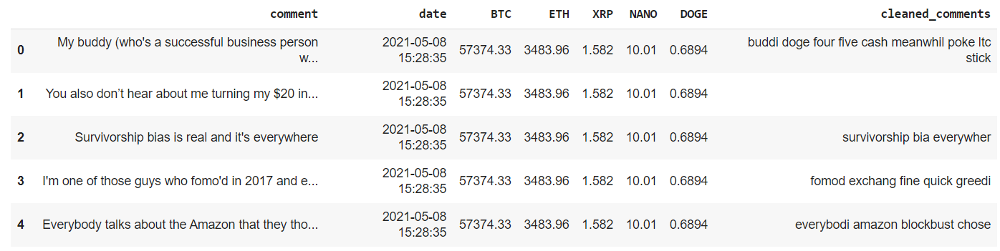 comment date BTC ETH XRP NANO DOGE cleaned_comments
0 My buddy (who's a successful business person w... 2021-05-08 15:28:35 57374.33 3483.96 1.582 10.01 0.6894 buddi doge four five cash meanwhil poke ltc stick
1 You also don’t hear about me turning my $20 in... 2021-05-08 15:28:35 57374.33 3483.96 1.582 10.01 0.6894
2 Survivorship bias is real and it's everywhere 2021-05-08 15:28:35 57374.33 3483.96 1.582 10.01 0.6894 survivorship bia everywher
3 I'm one of those guys who fomo'd in 2017 and e... 2021-05-08 15:28:35 57374.33 3483.96 1.582 10.01 0.6894 fomod exchang fine quick greedi
4 Everybody talks about the Amazon that they tho... 2021-05-08 15:28:35 57374.33 3483.96 1.582 10.01 0.6894 everybodi amazon blockbust chose